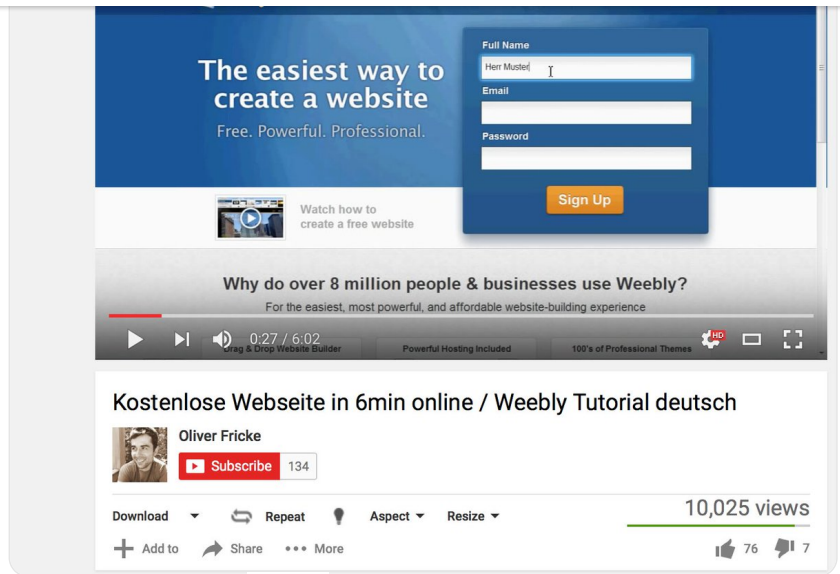 The easiest way to
create a website
Free. Powerful. Professional.
Full Name
Herr Muster
Email
Password
Sign Up
Watch how to
create a free website
Why do over 8 million people & businesses use Weebly?
For the easiest, most powerful, and affordable website-building experience
0:27 / 6:02
HD
Drag & Drop Website Builder
Powerful Hosting Included
100's of Professional Themes
Kostenlose Webseite in 6min online / Weebly Tutorial deutsch
Oliver Fricke
Subscribe 134
Download Repeat Aspect Resize
10,025 views
Add to Share More
76 7